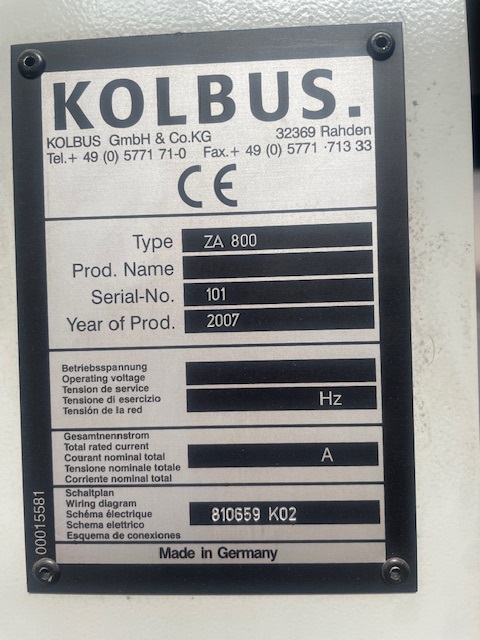 KOLBUS.
KOLBUS GmbH & Co.KG 32369 Rahden
Tel.+ 49 (0) 5771 71-0 Fax.+ 49 (0) 5771 ·713 33
CE
Type ZA 800
Prod. Name
Serial-No. 101
Year of Prod. 2007
Betriebsspannung
Operating voltage
Tension de service
Tensione di esercizio Hz
Tensión de la red
Gesamtnennstrom
Total rated current
Courant nominal total A
Tensione nominale totale
Corriente nominal total
Schaltplan
Wiring diagram
Schéma électrique 810659 K02
Schema elettrico
Esquema de conexiones
Made in Germany
00015581